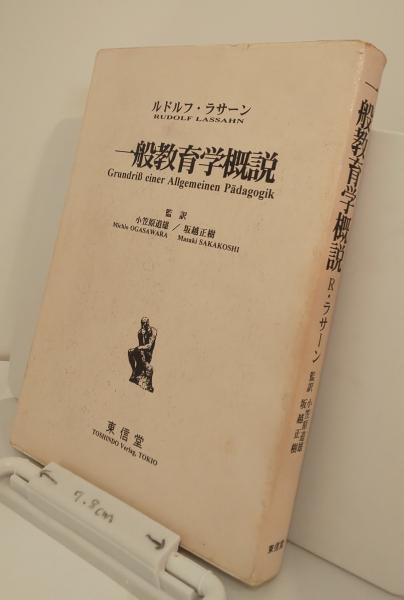 ルドルフ・ラサーン
RUDOLF LASSAHN
一般教育学概説
Grundriß einer Allgemeinen Pädagogik
監訳
小笠原道雄／坂越正樹
Michio OGASAWARA Masaki SAKAKOSHI
東信堂
TOSHINDO Verlag, TOKIO
一般教育学概説
R・ラサーン
監訳 小笠原道雄
坂越正樹
東信堂
7.8cm